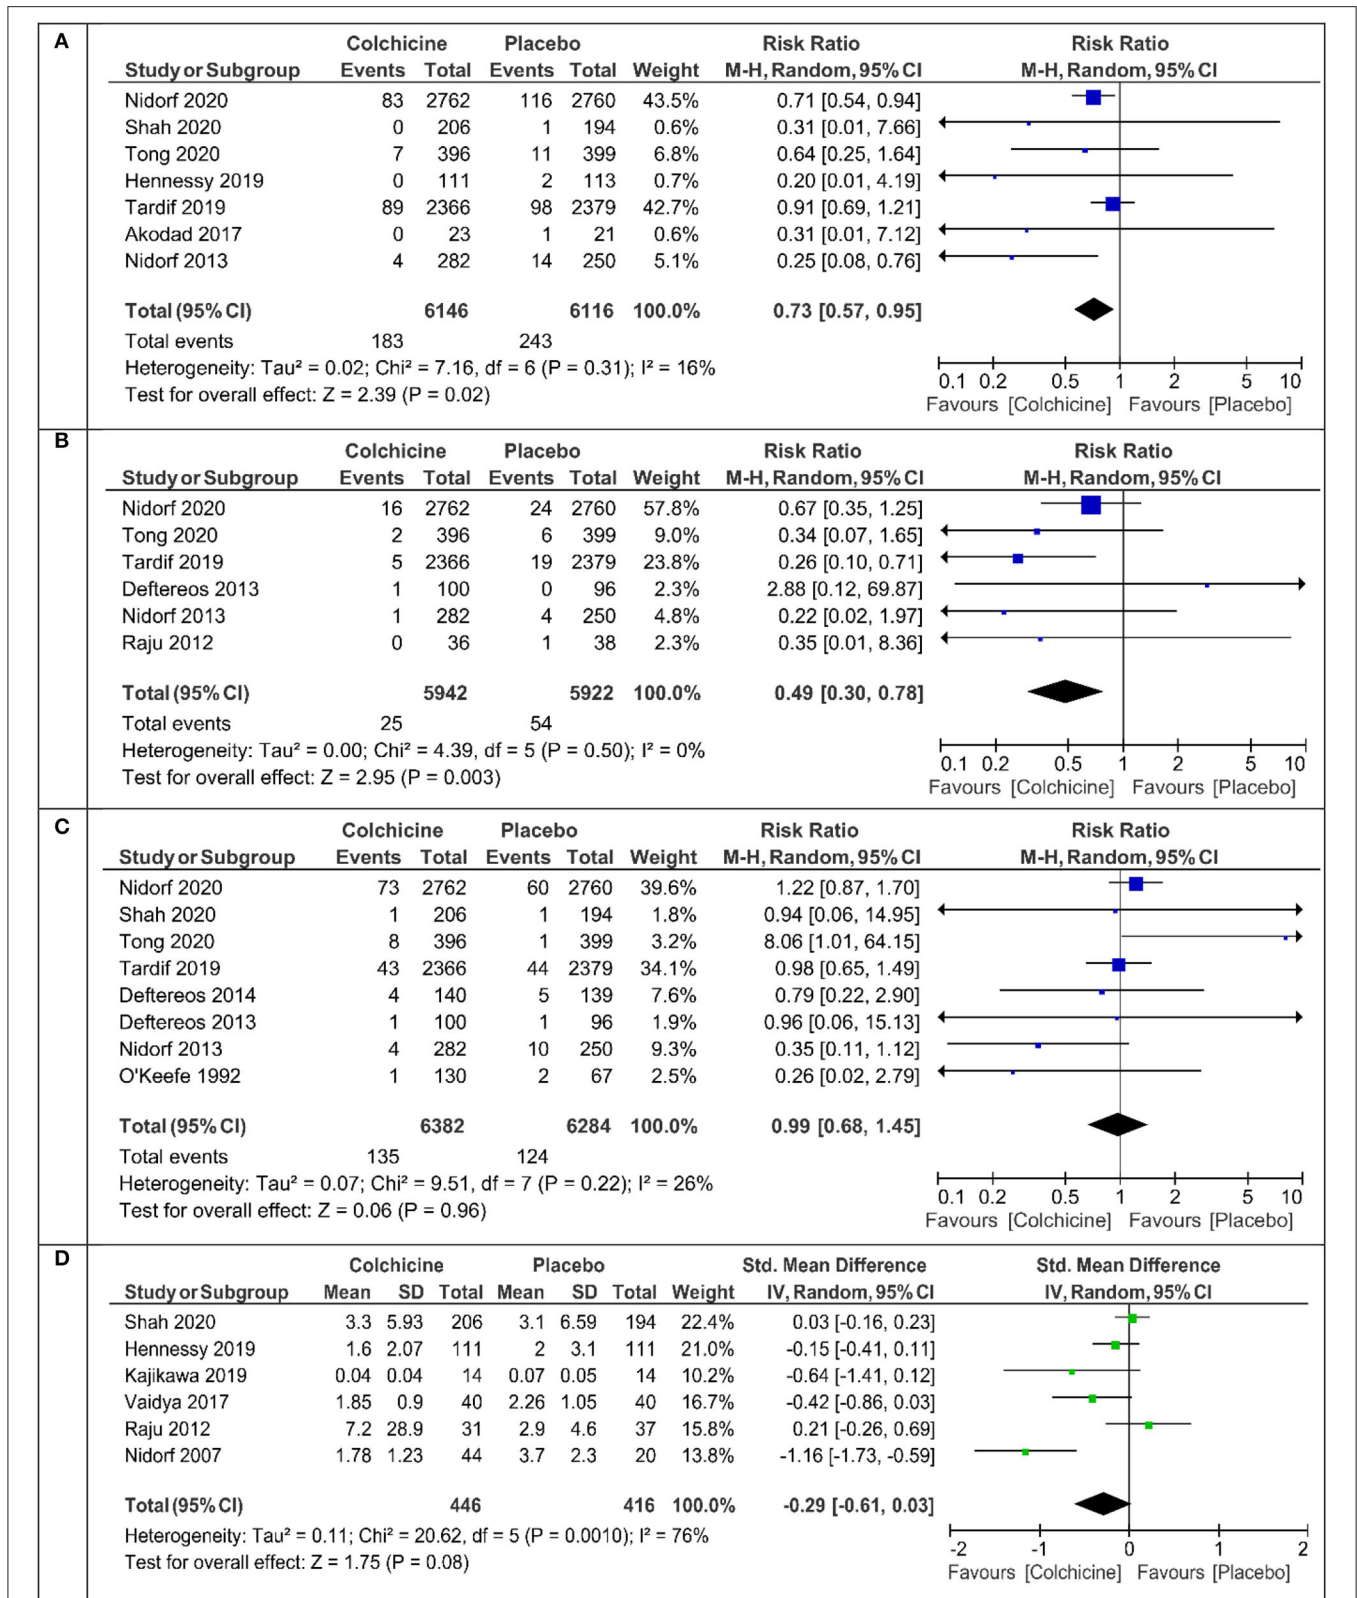 A
Colchicine Placebo Risk Ratio Risk Ratio
Study or Subgroup Events Total Events Total Weight M-H, Random, 95% CI M-H, Random, 95% CI
Nidorf 2020 83 2762 116 2760 43.5% 0.71 [0.54, 0.94]
Shah 2020 0 206 1 194 0.6% 0.31 [0.01, 7.66]
Tong 2020 7 396 11 399 6.8% 0.64 [0.25, 1.64]
Hennessy 2019 0 111 2 113 0.7% 0.20 [0.01, 4.19]
Tardif 2019 89 2366 98 2379 42.7% 0.91 [0.69, 1.21]
Akodad 2017 0 23 1 21 0.6% 0.31 [0.01, 7.12]
Nidorf 2013 4 282 14 250 5.1% 0.25 [0.08, 0.76]
Total (95% CI) 6146 6116 100.0% 0.73 [0.57, 0.95]
Total events 183 243
Heterogeneity: Tau² = 0.02; Chi² = 7.16, df = 6 (P = 0.31); I² = 16%
Test for overall effect: Z = 2.39 (P = 0.02)
0.1 0.2 0.5 1 2 5 10
Favours [Colchicine] Favours [Placebo]
B
Colchicine Placebo Risk Ratio Risk Ratio
Study or Subgroup Events Total Events Total Weight M-H, Random, 95% CI M-H, Random, 95% CI
Nidorf 2020 16 2762 24 2760 57.8% 0.67 [0.35, 1.25]
Tong 2020 2 396 6 399 9.0% 0.34 [0.07, 1.65]
Tardif 2019 5 2366 19 2379 23.8% 0.26 [0.10, 0.71]
Deftereos 2013 1 100 0 96 2.3% 2.88 [0.12, 69.87]
Nidorf 2013 1 282 4 250 4.8% 0.22 [0.02, 1.97]
Raju 2012 0 36 1 38 2.3% 0.35 [0.01, 8.36]
Total (95% CI) 5942 5922 100.0% 0.49 [0.30, 0.78]
Total events 25 54
Heterogeneity: Tau² = 0.00; Chi² = 4.39, df = 5 (P = 0.50); I² = 0%
Test for overall effect: Z = 2.95 (P = 0.003)
0.1 0.2 0.5 1 2 5 10
Favours [Colchicine] Favours [Placebo]
C
Colchicine Placebo Risk Ratio Risk Ratio
Study or Subgroup Events Total Events Total Weight M-H, Random, 95% CI M-H, Random, 95% CI
Nidorf 2020 73 2762 60 2760 39.6% 1.22 [0.87, 1.70]
Shah 2020 1 206 1 194 1.8% 0.94 [0.06, 14.95]
Tong 2020 8 396 1 399 3.2% 8.06 [1.01, 64.15]
Tardif 2019 43 2366 44 2379 34.1% 0.98 [0.65, 1.49]
Deftereos 2014 4 140 5 139 7.6% 0.79 [0.22, 2.90]
Deftereos 2013 1 100 1 96 1.9% 0.96 [0.06, 15.13]
Nidorf 2013 4 282 10 250 9.3% 0.35 [0.11, 1.12]
O'Keefe 1992 1 130 2 67 2.5% 0.26 [0.02, 2.79]
Total (95% CI) 6382 6284 100.0% 0.99 [0.68, 1.45]
Total events 135 124
Heterogeneity: Tau² = 0.07; Chi² = 9.51, df = 7 (P = 0.22); I² = 26%
Test for overall effect: Z = 0.06 (P = 0.96)
0.1 0.2 0.5 1 2 5 10
Favours [Colchicine] Favours [Placebo]
D
Colchicine Placebo Std. Mean Difference Std. Mean Difference
Study or Subgroup Mean SD Total Mean SD Total Weight IV, Random, 95% CI IV, Random, 95% CI
Shah 2020 3.3 5.93 206 3.1 6.59 194 22.4% 0.03 [-0.16, 0.23]
Hennessy 2019 1.6 2.07 111 2 3.1 111 21.0% -0.15 [-0.41, 0.11]
Kajikawa 2019 0.04 0.04 14 0.07 0.05 14 10.2% -0.64 [-1.41, 0.12]
Vaidya 2017 1.85 0.9 40 2.26 1.05 40 16.7% -0.42 [-0.86, 0.03]
Raju 2012 7.2 28.9 31 2.9 4.6 37 15.8% 0.21 [-0.26, 0.69]
Nidorf 2007 1.78 1.23 44 3.7 2.3 20 13.8% -1.16 [-1.73, -0.59]
Total (95% CI) 446 416 100.0% -0.29 [-0.61, 0.03]
Heterogeneity: Tau² = 0.11; Chi² = 20.62, df = 5 (P = 0.0010); I² = 76%
Test for overall effect: Z = 1.75 (P = 0.08)
-2 -1 0 1 2
Favours [Colchicine] Favours [Placebo]